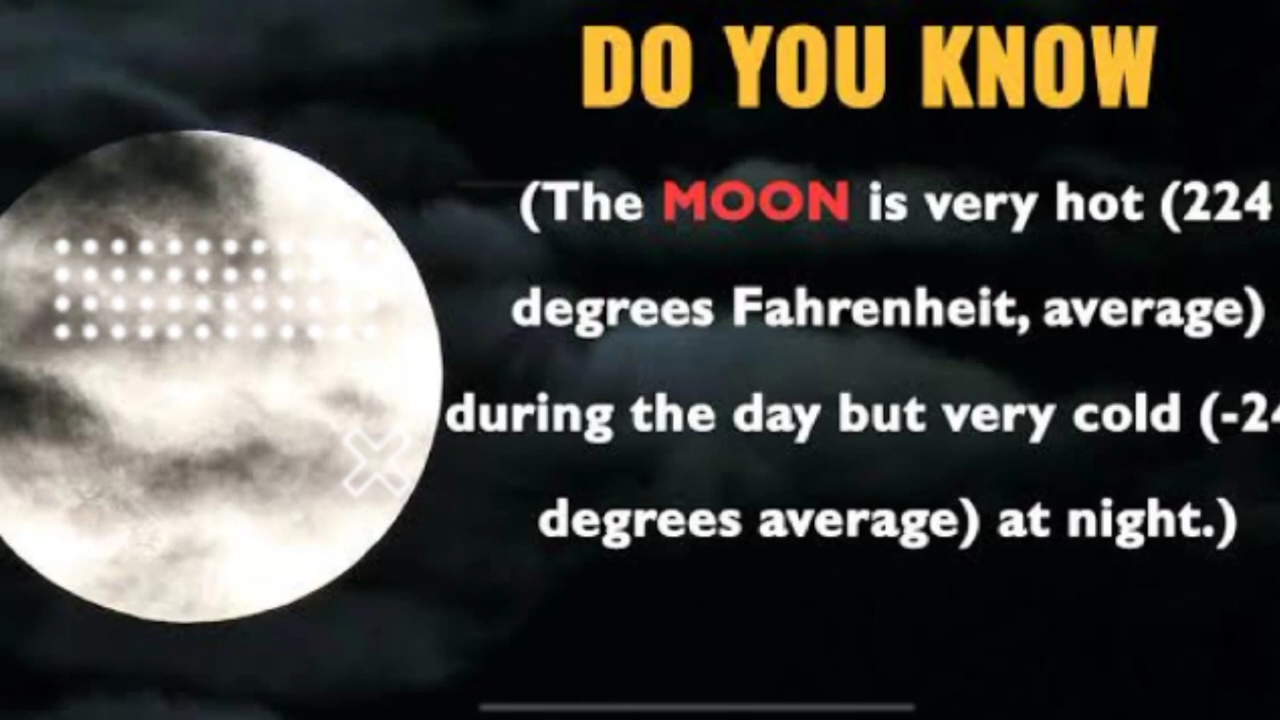 DO YOU KNOW
(The MOON is very hot (224
degrees Fahrenheit, average)
during the day but very cold (-24
degrees average) at night.)